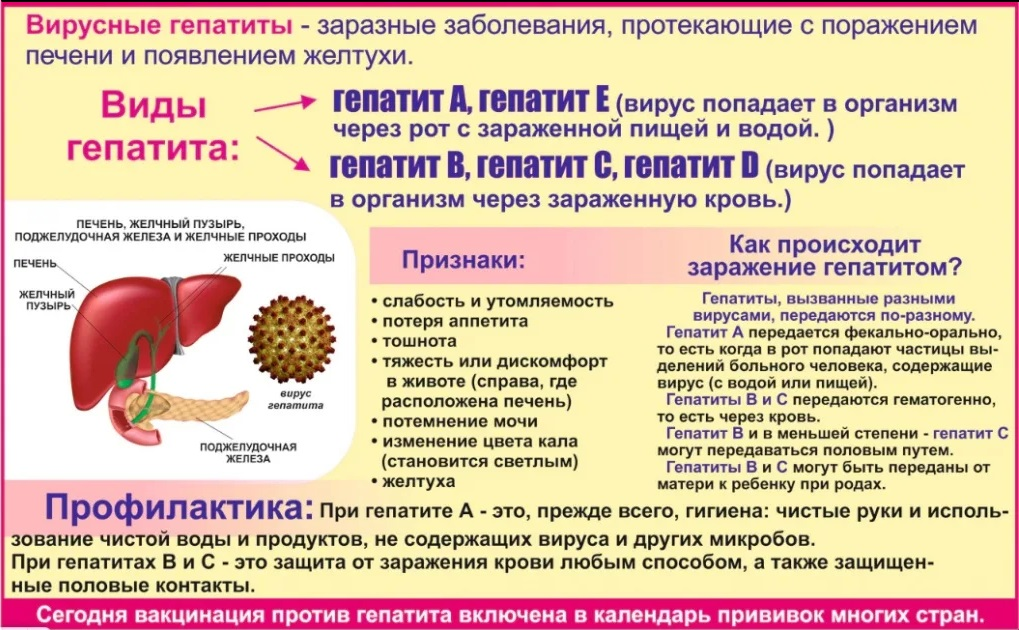 Вирусные гепатиты - заразные заболевания, протекающие с поражением
печени и появлением желтухи.
Виды
гепатита:
гепатит А, гепатит Е (вирус попадает в организм
через рот с зараженной пищей и водой. )
гепатит В, гепатит С, гепатит D (вирус попадает
в организм через зараженную кровь.)
ПЕЧЕНЬ, ЖЕЛЧНЫЙ ПУЗЫРЬ,
ПОДЖЕЛУДОЧНАЯ ЖЕЛЕЗА И ЖЕЛЧНЫЕ ПРОХОДЫ
ПЕЧЕНЬ
ЖЕЛЧНЫЕ ПРОХОДЫ
ЖЕЛЧНЫЙ
ПУЗЫРЬ
вирус
гепатита
ПОДЖЕЛУДОЧНАЯ
ЖЕЛЕЗА
Признаки:
• слабость и утомляемость
• потеря аппетита
• тошнота
• тяжесть или дискомфорт
в животе (справа, где
расположена печень)
• потемнение мочи
• изменение цвета кала
(становится светлым)
• желтуха
Как происходит
заражение гепатитом?
Гепатиты, вызванные разными
вирусами, передаются по-разному.
Гепатит А передается фекально-орально,
то есть когда в рот попадают частицы вы-
делений больного человека, содержащие
вирус (с водой или пищей).
Гепатиты В и С передаются гематогенно,
то есть через кровь.
Гепатит В и в меньшей степени - гепатит С
могут передаваться половым путем.
Гепатиты В и С могут быть переданы от
матери к ребенку при родах.
Профилактика: При гепатите А - это, прежде всего, гигиена: чистые руки и исполь-
зование чистой воды и продуктов, не содержащих вируса и других микробов.
При гепатитах В и С - это защита от заражения крови любым способом, а также защищен-
ные половые контакты.
Сегодня вакцинация против гепатита включена в календарь прививок многих стран.